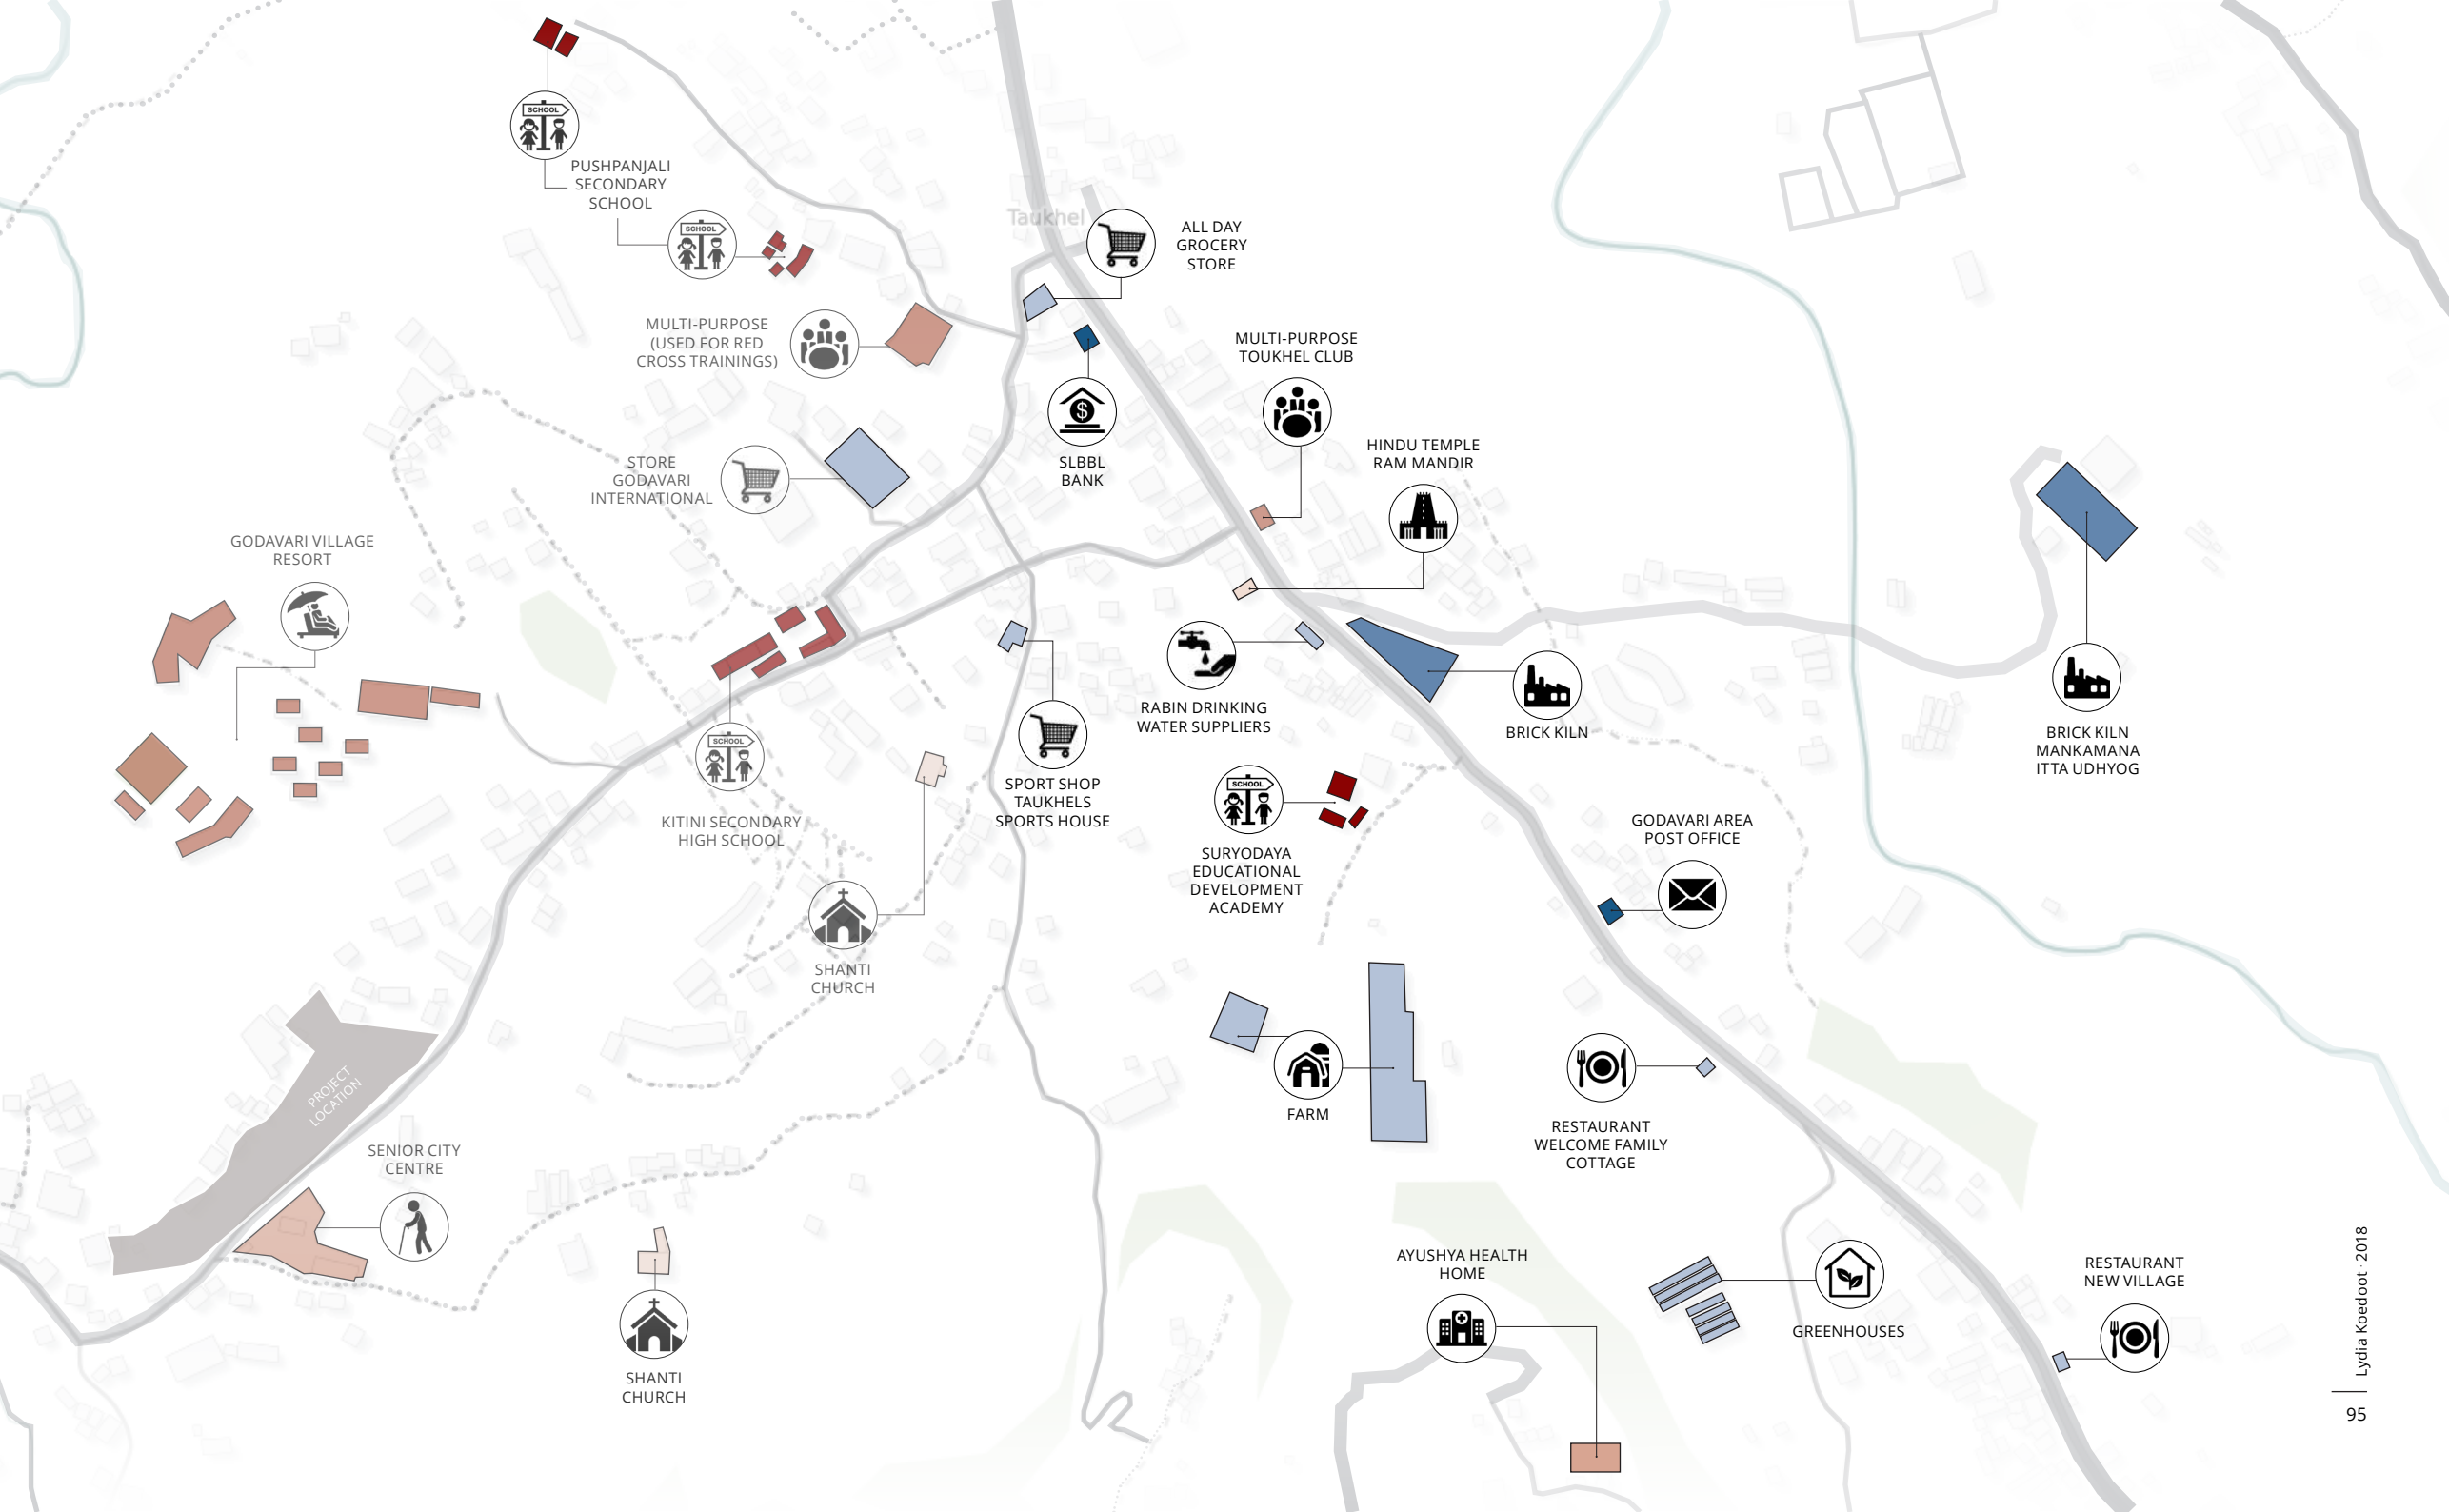 SCHOOL
PUSHPANJALI
SECONDARY
SCHOOL
SCHOOL
Taukhel
ALL DAY
GROCERY
STORE
MULTI-PURPOSE
(USED FOR RED
CROSS TRAININGS)
MULTI-PURPOSE
TOUKHEL CLUB
$
SLBBL
BANK
HINDU TEMPLE
RAM MANDIR
STORE
GODAVARI
INTERNATIONAL
GODAVARI VILLAGE
RESORT
RABIN DRINKING
WATER SUPPLIERS
BRICK KILN
BRICK KILN
MANKAMANA
ITTA UDHYOG
SCHOOL
KITINI SECONDARY
HIGH SCHOOL
SPORT SHOP
TAUKHELS
SPORTS HOUSE
SCHOOL
SURYODAYA
EDUCATIONAL
DEVELOPMENT
ACADEMY
GODAVARI AREA
POST OFFICE
SHANTI
CHURCH
PROJECT
LOCATION
FARM
RESTAURANT
WELCOME FAMILY
COTTAGE
SENIOR CITY
CENTRE
SHANTI
CHURCH
AYUSHYA HEALTH
HOME
GREENHOUSES
RESTAURANT
NEW VILLAGE
Lydia Koedoot · 2018
95